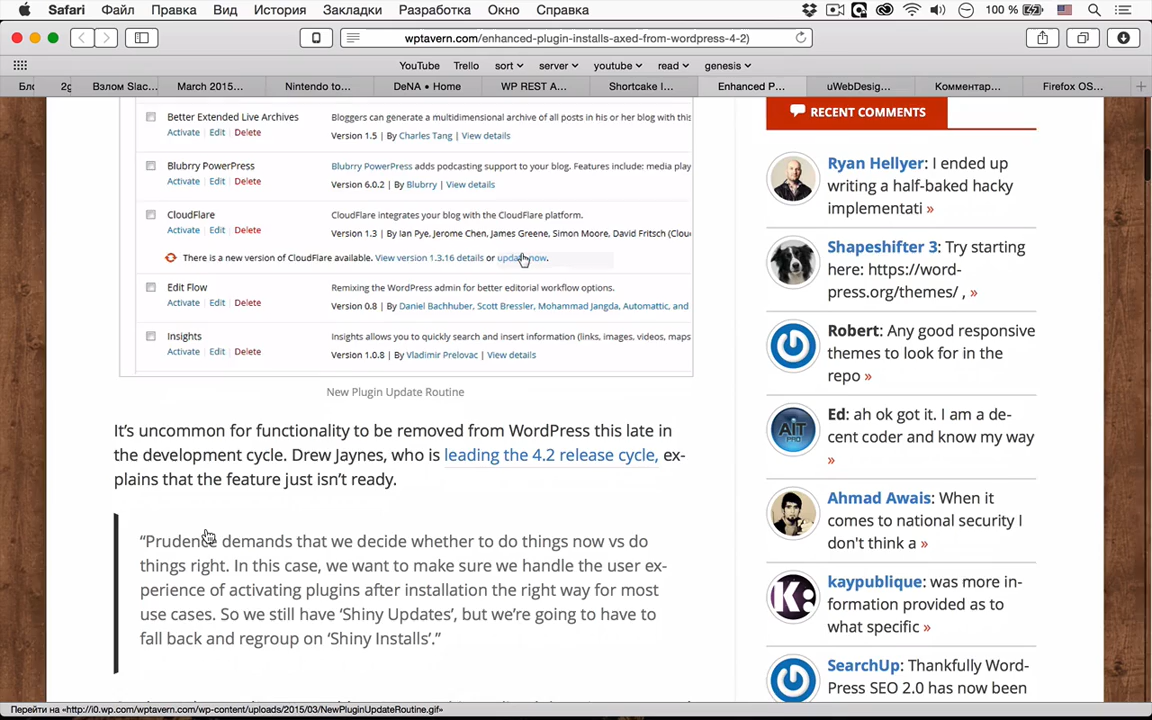 Safari Файл Правка Вид История Закладки Разработка Окно Справка 100 %
wptavern.com/enhanced-plugin-installs-axed-from-wordpress-4-2)
YouTube Trello sort server youtube read genesis
Бло 2g Взлом Slac... March 2015... Nintendo to... DeNA • Home WP REST A... Shortcake I... Enhanced P... uWebDesig... Комментар... Firefox OS...
Better Extended Live Archives
Activate | Edit | Delete
Bloggers can generate a multidimensional archive of all posts in his or her blog with this
Version 1.5 | By Charles Tang | View details
Blubrry PowerPress
Activate | Edit | Delete
Blubrry PowerPress adds podcasting support to your blog. Features include: media play
Version 6.0.2 | By Blubrry | View details
CloudFlare
Activate | Edit | Delete
CloudFlare integrates your blog with the CloudFlare platform.
Version 1.3 | By Ian Pye, Jerome Chen, James Greene, Simon Moore, David Fritsch (Clou
There is a new version of CloudFlare available. View version 1.3.16 details or update now.
Edit Flow
Activate | Edit | Delete
Remixing the WordPress admin for better editorial workflow options.
Version 0.8 | By Daniel Bachhuber, Scott Bressler, Mohammad Jangda, Automattic, and
Insights
Activate | Edit | Delete
Insights allows you to quickly search and insert information (links, images, videos, maps
Version 1.0.8 | By Vladimir Prelovac | View details
New Plugin Update Routine
It’s uncommon for functionality to be removed from WordPress this late in
the development cycle. Drew Jaynes, who is leading the 4.2 release cycle, ex-
plains that the feature just isn’t ready.
“Prudence demands that we decide whether to do things now vs do
things right. In this case, we want to make sure we handle the user ex-
perience of activating plugins after installation the right way for most
use cases. So we still have ‘Shiny Updates’, but we’re going to have to
fall back and regroup on ‘Shiny Installs’.”
RECENT COMMENTS
Ryan Hellyer: I ended up
writing a half-baked hacky
implementati »
Shapeshifter 3: Try starting
here: https://word-
press.org/themes/ , »
Robert: Any good responsive
themes to look for in the
repo »
AIT
PRO
Ed: ah ok got it. I am a de-
cent coder and know my way
»
Ahmad Awais: When it
comes to national security I
don't think a »
K:
kaypublique: was more in-
formation provided as to
what specific »
SearchUp: Thankfully Word-
Press SEO 2.0 has now been
Перейти на «http://i0.wp.com/wptavern.com/wp-content/uploads/2015/03/NewPluginUpdateRoutine.gif»